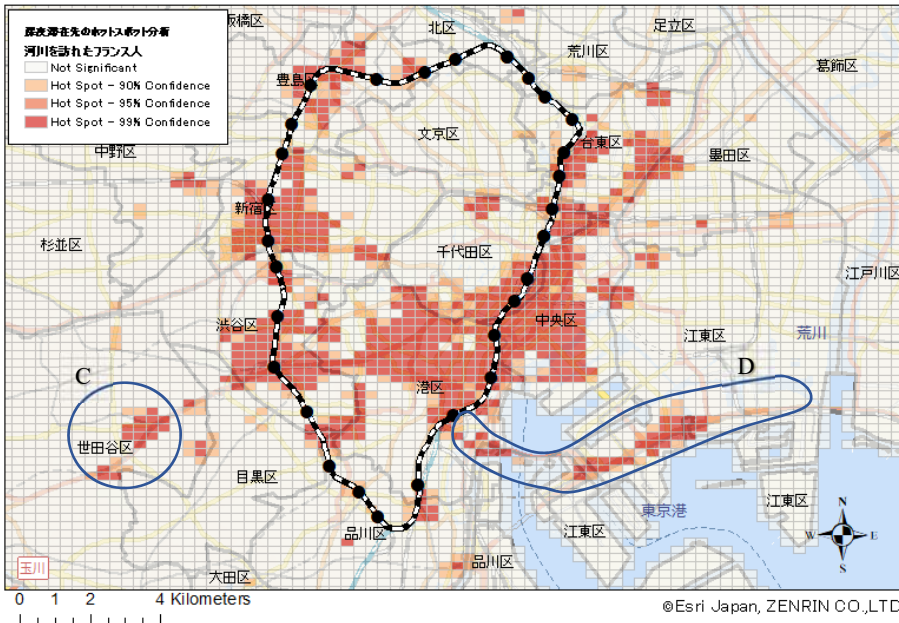 深夜滞在先のホットスポット分析
河川を訪れたフランス人
Not Significant
Hot Spot – 90% Confidence
Hot Spot – 95% Confidence
Hot Spot – 99% Confidence
板橋区
北区
足立区
荒川区
葛飾区
豊島区
文京区
台東区
中野区
墨田区
新宿区
杉並区
千代田区
江戸川区
渋谷区
中央区
江東区
荒川
C
D
港区
世田谷区
目黒区
東京港
江東区
江東区
品川区
品川区
大田区
玉川
N
W
E
S
0 1 2 4 Kilometers
©Esri Japan, ZENRIN CO.,LTD